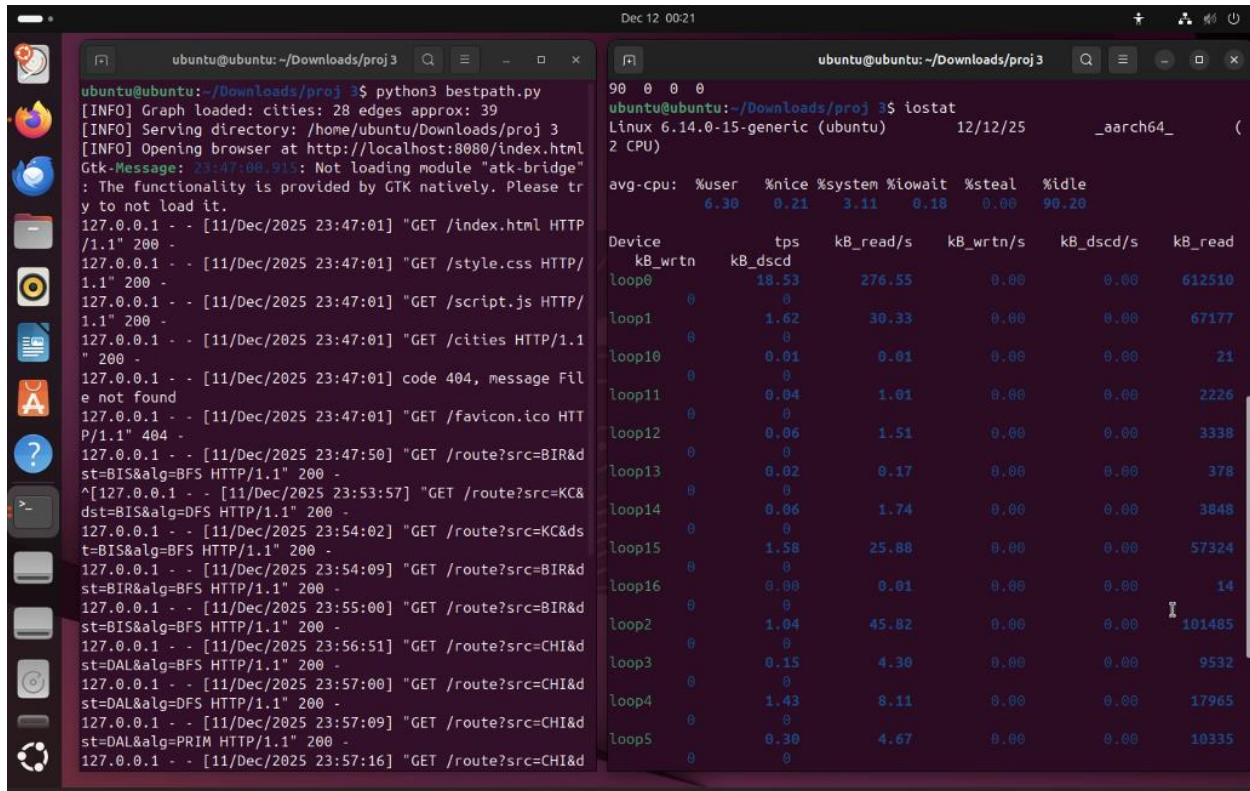 Dec 12 00:21
ubuntu@ubuntu: ~/Downloads/proj 3
ubuntu@ubuntu:~/Downloads/proj 3$ python3 bestpath.py
[INFO] Graph loaded: cities: 28 edges approx: 39
[INFO] Serving directory: /home/ubuntu/Downloads/proj 3
[INFO] Opening browser at http://localhost:8080/index.html
Gtk-Message: 23:47:00.915: Not loading module "atk-bridge"
: The functionality is provided by GTK natively. Please tr
y to not load it.
127.0.0.1 - - [11/Dec/2025 23:47:01] "GET /index.html HTTP
/1.1" 200 -
127.0.0.1 - - [11/Dec/2025 23:47:01] "GET /style.css HTTP/
1.1" 200 -
127.0.0.1 - - [11/Dec/2025 23:47:01] "GET /script.js HTTP/
1.1" 200 -
127.0.0.1 - - [11/Dec/2025 23:47:01] "GET /cities HTTP/1.1
" 200 -
127.0.0.1 - - [11/Dec/2025 23:47:01] code 404, message Fil
e not found
127.0.0.1 - - [11/Dec/2025 23:47:01] "GET /favicon.ico HTT
P/1.1" 404 -
127.0.0.1 - - [11/Dec/2025 23:47:50] "GET /route?src=BIR&d
st=BIS&alg=BFS HTTP/1.1" 200 -
^[127.0.0.1 - - [11/Dec/2025 23:53:57] "GET /route?src=KC&
dst=BIS&alg=DFS HTTP/1.1" 200 -
127.0.0.1 - - [11/Dec/2025 23:54:02] "GET /route?src=KC&ds
t=BIS&alg=BFS HTTP/1.1" 200 -
127.0.0.1 - - [11/Dec/2025 23:54:09] "GET /route?src=BIR&d
st=BIR&alg=BFS HTTP/1.1" 200 -
127.0.0.1 - - [11/Dec/2025 23:55:00] "GET /route?src=BIR&d
st=BIS&alg=BFS HTTP/1.1" 200 -
127.0.0.1 - - [11/Dec/2025 23:56:51] "GET /route?src=CHI&d
st=DAL&alg=BFS HTTP/1.1" 200 -
127.0.0.1 - - [11/Dec/2025 23:57:00] "GET /route?src=CHI&d
st=DAL&alg=DFS HTTP/1.1" 200 -
127.0.0.1 - - [11/Dec/2025 23:57:09] "GET /route?src=CHI&d
st=DAL&alg=PRIM HTTP/1.1" 200 -
127.0.0.1 - - [11/Dec/2025 23:57:16] "GET /route?src=CHI&d
ubuntu@ubuntu: ~/Downloads/proj 3
90 0 0 0
ubuntu@ubuntu:~/Downloads/proj 3$ iostat
Linux 6.14.0-15-generic (ubuntu) 12/12/25 _aarch64_ (
2 CPU)
avg-cpu: %user %nice %system %iowait %steal %idle
6.30 0.21 3.11 0.18 0.00 90.20
Device tps kB_read/s kB_wrtn/s kB_dscd/s kB_read
kB_wrtn kB_dscd
loop0 18.53 276.55 0.00 0.00 612510
0 0
loop1 1.62 30.33 0.00 0.00 67177
0 0
loop10 0.01 0.01 0.00 0.00 21
0 0
loop11 0.04 1.01 0.00 0.00 2226
0 0
loop12 0.06 1.51 0.00 0.00 3338
0 0
loop13 0.02 0.17 0.00 0.00 378
0 0
loop14 0.06 1.74 0.00 0.00 3848
0 0
loop15 1.58 25.88 0.00 0.00 57324
0 0
loop16 0.00 0.01 0.00 0.00 14
0 0
loop2 1.04 45.82 0.00 0.00 101485
0 0
loop3 0.15 4.30 0.00 0.00 9532
0 0
loop4 1.43 8.11 0.00 0.00 17965
0 0
loop5 0.30 4.67 0.00 0.00 10335
0 0